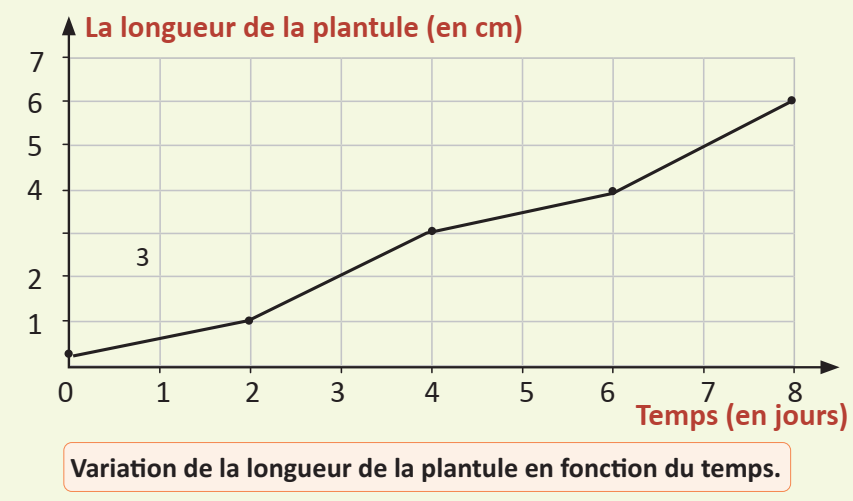 La longueur de la plantule (en cm)
7
6
5
4
3
2
1
0 1 2 3 4 5 6 7 8
Temps (en jours)
Variation de la longueur de la plantule en fonction du temps.